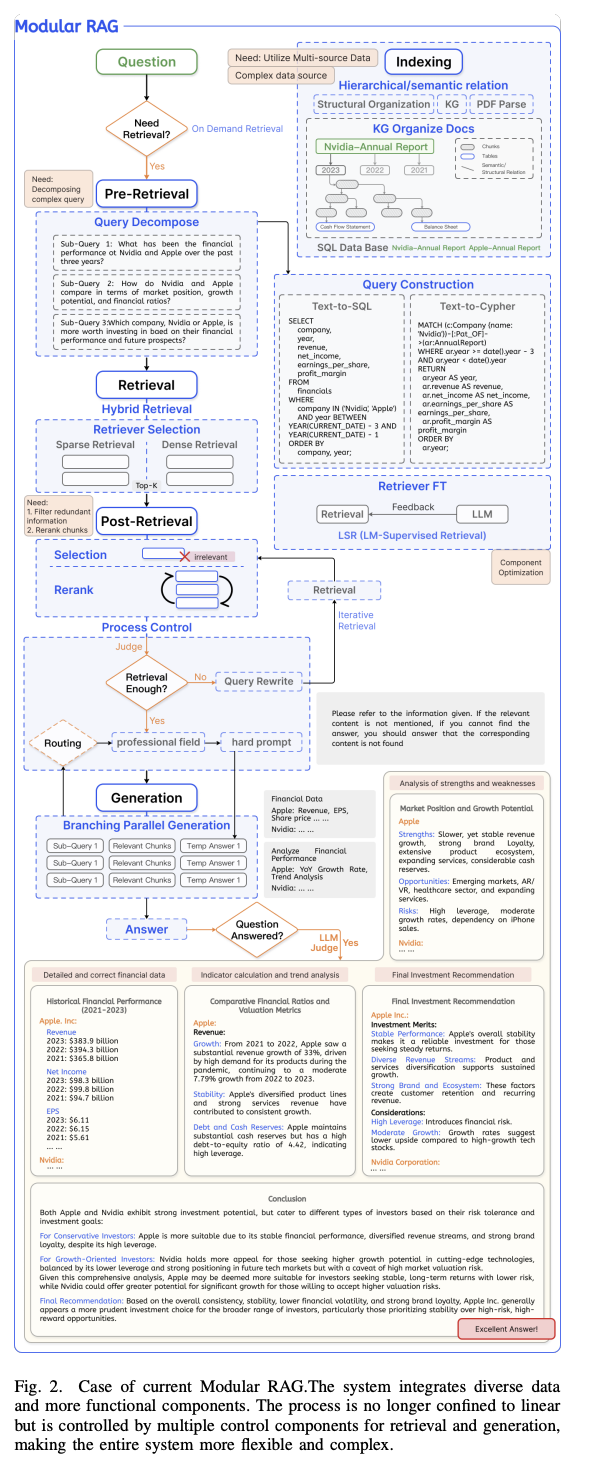 Modular RAG
Question
Need
Retrieval?
On Demand Retrieval
Yes
Need: Utilize Multi-source Data
Complex data source
Indexing
Hierarchical/semantic relation
Structural Organization
KG
PDF Parse
KG Organize Docs
Nvidia-Annual Report
2023
2022
2021
Chunks
Tables
Semantic/
Structural Relation
Cash Flow Statement
Balance Sheet
SQL Data Base Nvidia-Annual Report Apple-Annual Report
Need:
Decomposing
complex query
Pre-Retrieval
Query Decompose
Sub-Query 1: What has been the financial
performance at Nvidia and Apple over the past
three years?
Sub-Query 2: How do Nvidia and Apple
compare in terms of market position, growth
potential, and financial ratios?
Sub-Query 3:Which company, Nvidia or Apple, is
more worth investing in baed on their financial
performance and future prospects?
Query Construction
Text-to-SQL
SELECT
company,
year,
revenue,
net_income,
earnings_per_share,
profit_margin
FROM
financials
WHERE
company IN ('Nvidia', 'Apple')
AND year BETWEEN
YEAR(CURRENT_DATE) - 3 AND
YEAR(CURRENT_DATE) - 1
ORDER BY
company, year;
Text-to-Cypher
MATCH (c:Company {name:
'Nvidia'})-[:Pat_OF]-
>(ar:AnnualReport)
WHERE ar.year >= date().year - 3
AND ar.year < date().year
RETURN
ar.year AS year,
ar.revenue AS revenue,
ar.net_income AS net_income,
ar.earnings_per_share AS
earnings_per_share,
ar.profit_margin AS
profit_margin
ORDER BY
ar.year;
Retrieval
Hybrid Retrieval
Retriever Selection
Sparse Retrieval
Dense Retrieval
Top-K
Retriever FT
Retrieval
Feedback
LLM
LSR (LM-Supervised Retrieval)
Component
Optimization
Need:
1. Filter redundant
information
2. Rerank chunks
Post-Retrieval
Selection
irrelevant
Rerank
Retrieval
Iterative
Retrieval
Process Control
Judge
Retrieval
Enough?
No
Query Rewrite
Yes
Routing
professional field
hard prompt
Please refer to the information given. If the relevant
content is not mentioned, if you cannot find the
answer, you should answer that the corresponding
content is not found
Generation
Branching Parallel Generation
Sub-Query 1
Relevant Chunks
Temp Answer 1
Sub-Query 1
Relevant Chunks
Temp Answer 1
Sub-Query 1
Relevant Chunks
Temp Answer 1
Financial Data
Apple: Revenue, EPS,
Share price ... ...
Nvidia: ... ...
Analyze Financial
Performance
Apple: YoY Growth Rate,
Trend Analysis
Nvidia: ... ...
Answer
Question
Answered?
LLM
Judge
Yes
Analysis of strengths and weaknesses
Market Position and Growth Potential
Apple
Strengths: Slower, yet stable revenue
growth, strong brand Loyalty,
extensive product ecosystem,
expanding services, considerable cash
reserves.
Opportunities: Emerging markets, AR/
VR, healthcare sector, and expanding
services.
Risks: High leverage, moderate
growth rates, dependency on iPhone
sales.
Nvidia:
... ...
Detailed and correct financial data
Historical Financial Performance
(2021-2023)
Apple. Inc:
Revenue
2023: $383.9 billion
2022: $394.3 billion
2021: $365.8 billion
Net Income
2023: $98.3 billion
2022: $99.8 billion
2021: $94.7 billion
EPS
2023: $6.11
2022: $6.15
2021: $5.61
... ...
Nvidia:
... ...
Indicator calculation and trend analysis
Comparative Financial Ratios and
Valuation Metrics
Apple:
Revenue:
Growth: From 2021 to 2022, Apple saw a
substantial revenue growth of 33%, driven
by high demand for its products during the
pandemic, continuing to a moderate
7.79% growth from 2022 to 2023.
Stability: Apple's diversified product lines
and strong services revenue have
contributed to consistent growth.
Debt and Cash Reserves: Apple maintains
substantial cash reserves but has a high
debt-to-equity ratio of 4.42, indicating
high leverage.
Final Investment Recommendation
Final Investment Recommendation
Apple Inc.:
Investment Merits:
Stable Performance: Apple's overall stability
makes it a reliable investment for those
seeking steady returns.
Diverse Revenue Streams: Product and
services diversification supports sustained
growth.
Strong Brand and Ecosystem: These factors
create customer retention and recurring
revenue.
Considerations:
High Leverage: Introduces financial risk.
Moderate Growth: Growth rates suggest
lower upside compared to high-growth tech
stocks.
Nvidia Corporation:
... ...
Conclusion
Both Apple and Nvidia exhibit strong investment potential, but cater to different types of investors based on their risk tolerance and
investment goals:
For Conservative Investors: Apple is more suitable due to its stable financial performance, diversified revenue streams, and strong brand
loyalty, despite its high leverage.
For Growth-Oriented Investors: Nvidia holds more appeal for those seeking higher growth potential in cutting-edge technologies,
balanced by its lower leverage and strong positioning in future tech markets but with a caveat of high market valuation risk.
Given this comprehensive analysis, Apple may be deemed more suitable for investors seeking stable, long-term returns with lower risk,
while Nvidia could offer greater potential for significant growth for those willing to accept higher valuation risks.
Final Recommendation: Based on the overall consistency, stability, lower financial volatility, and strong brand loyalty, Apple Inc. generally
appears a more prudent investment choice for the broader range of investors, particularly those prioritizing stability over high-risk, high-
reward opportunities.
Excellent Answer!
Fig. 2. Case of current Modular RAG.The system integrates diverse data
and more functional components. The process is no longer confined to linear
but is controlled by multiple control components for retrieval and generation,
making the entire system more flexible and complex.